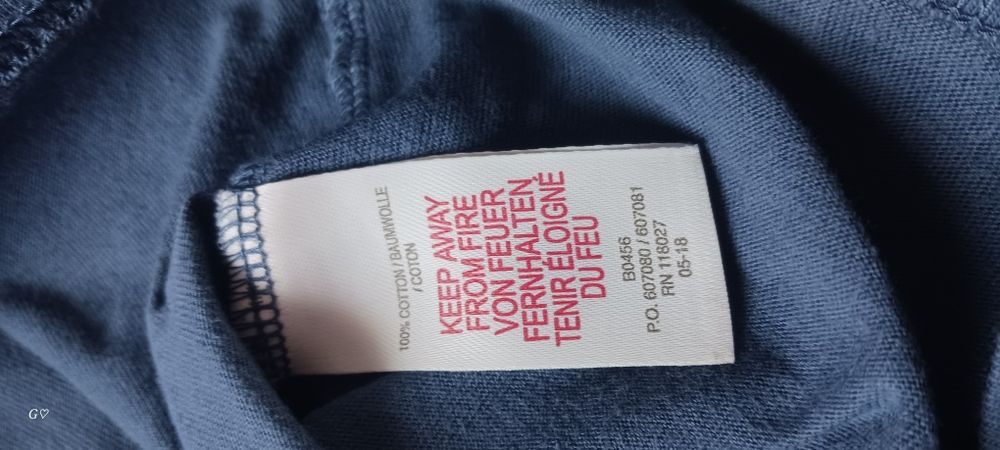 100% COTTON / BAUMWOLLE
/ COTON
KEEP AWAY
FROM FIRE
VON FEUER
FERNHALTEN
TENIR ÉLOIGNÉ
DU FEU
B0456
P.O. 607080 / 607081
RN 118027
05-18
G♡